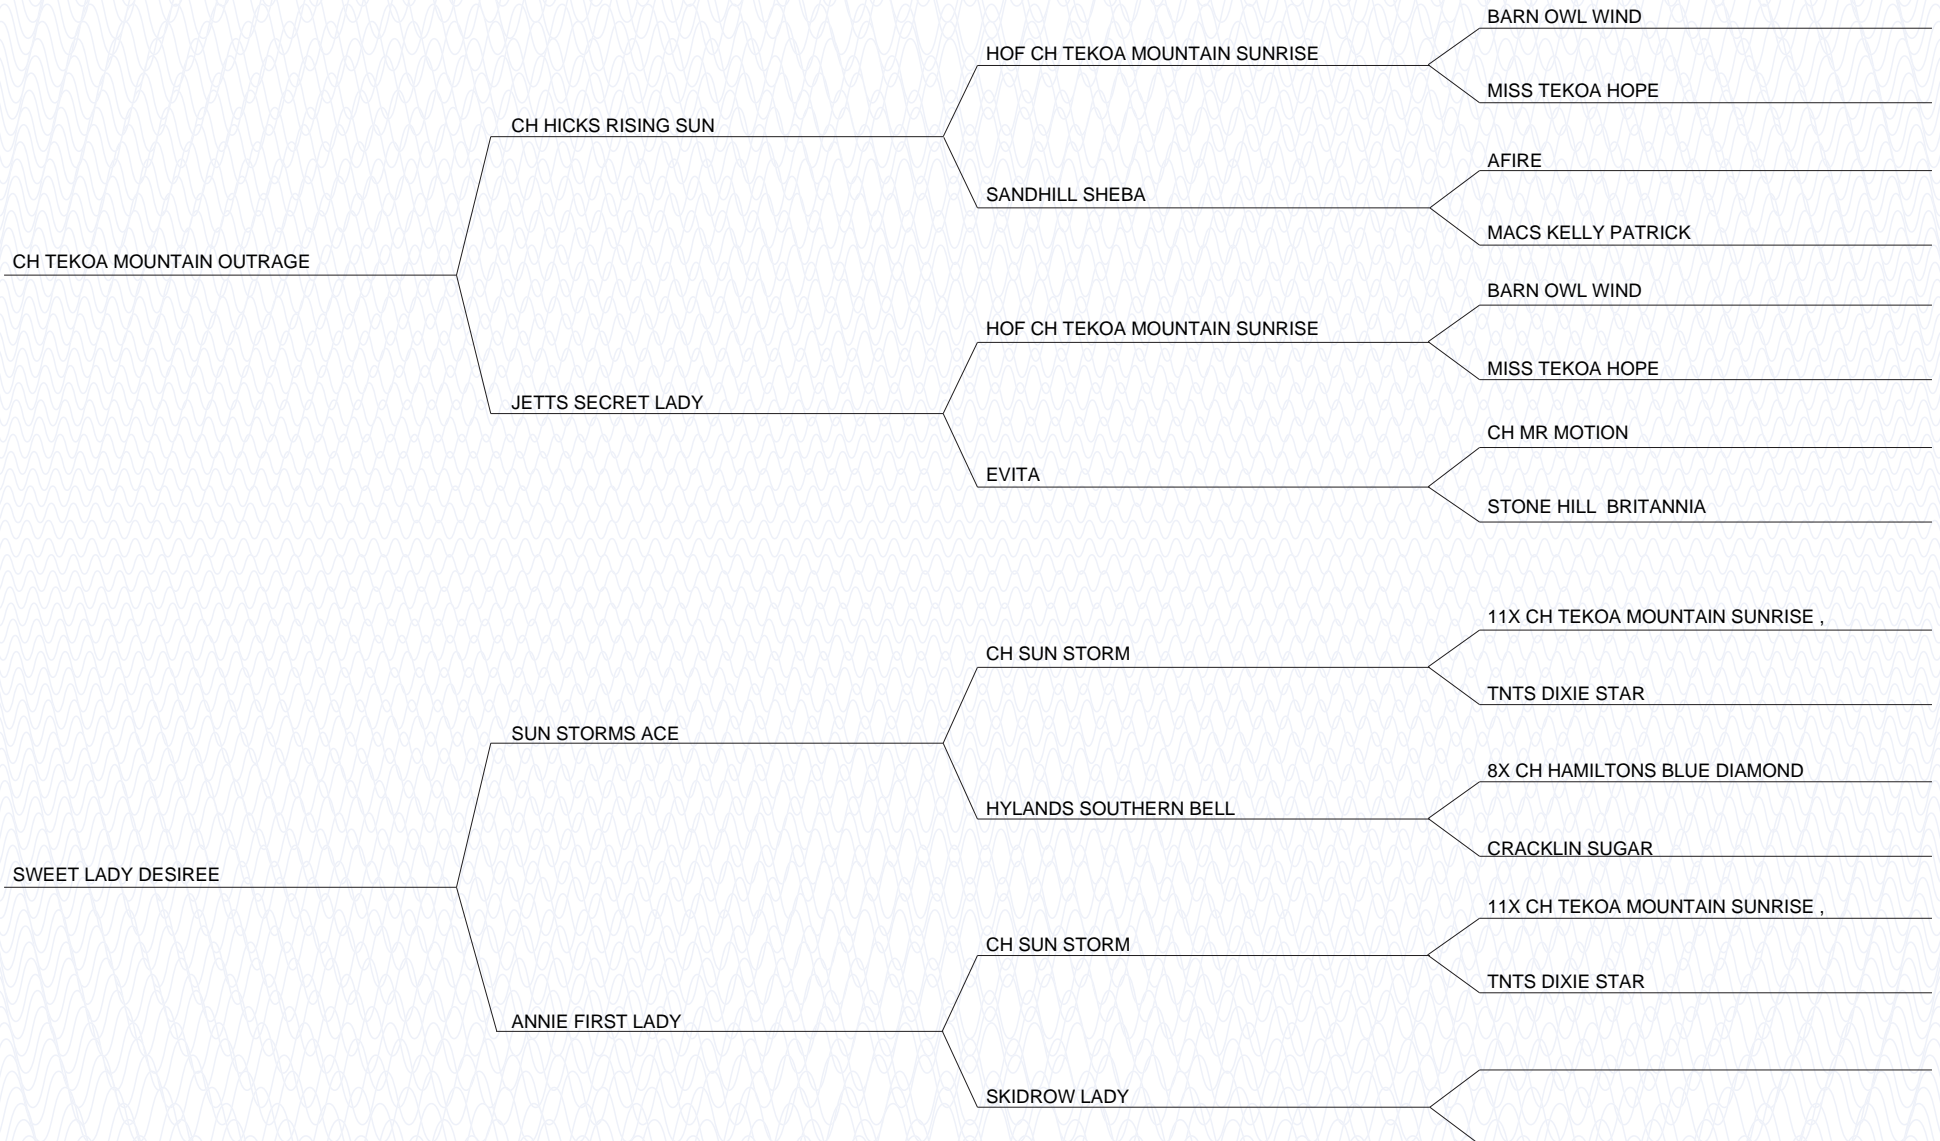 BARN OWL WIND
HOF CH TEKOA MOUNTAIN SUNRISE
MISS TEKOA HOPE
CH HICKS RISING SUN
AFIRE
SANDHILL SHEBA
MACS KELLY PATRICK
CH TEKOA MOUNTAIN OUTRAGE
BARN OWL WIND
HOF CH TEKOA MOUNTAIN SUNRISE
MISS TEKOA HOPE
JETTS SECRET LADY
CH MR MOTION
EVITA
STONE HILL  BRITANNIA
11X CH TEKOA MOUNTAIN SUNRISE ,
CH SUN STORM
TNTS DIXIE STAR
SUN STORMS ACE
8X CH HAMILTONS BLUE DIAMOND
HYLANDS SOUTHERN BELL
CRACKLIN SUGAR
SWEET LADY DESIREE
11X CH TEKOA MOUNTAIN SUNRISE ,
CH SUN STORM
TNTS DIXIE STAR
ANNIE FIRST LADY
SKIDROW LADY